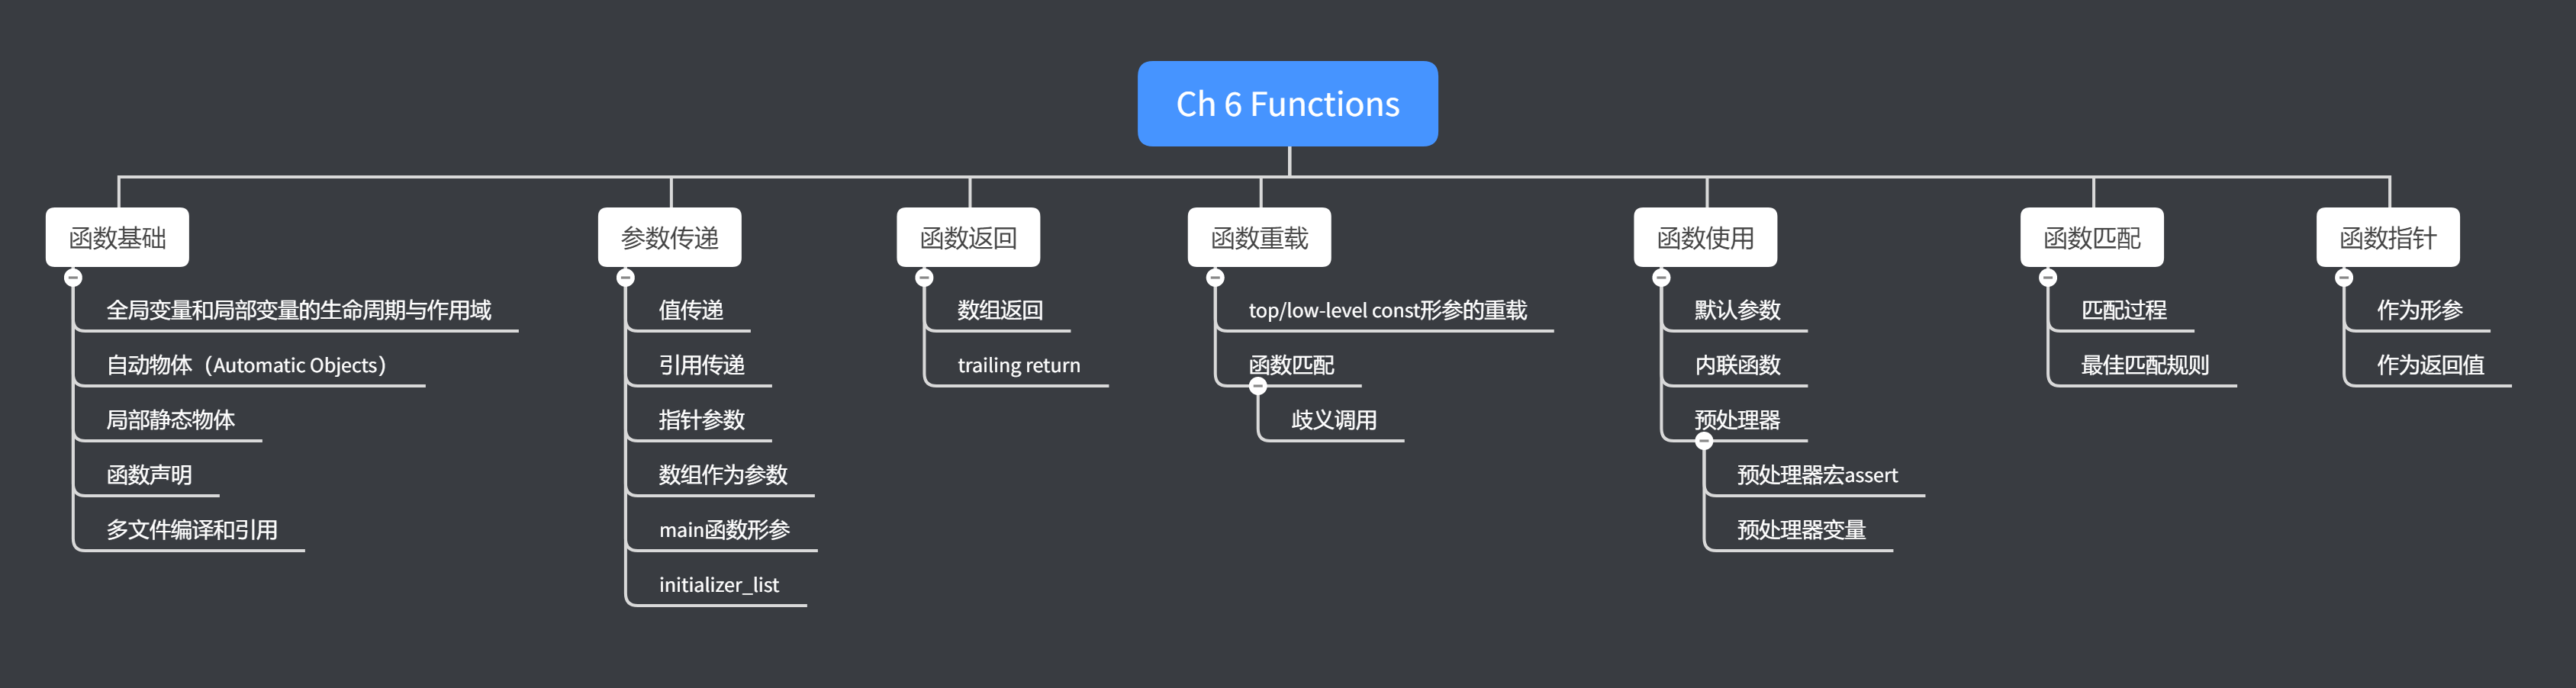 Ch 6 Functions
函数基础
全局变量和局部变量的生命周期与作用域
自动物体（Automatic Objects）
局部静态物体
函数声明
多文件编译和引用
参数传递
值传递
引用传递
指针参数
数组作为参数
main函数形参
initializer_list
函数返回
数组返回
trailing return
函数重载
top/low-level const形参的重载
函数匹配
歧义调用
函数使用
默认参数
内联函数
预处理器
预处理器宏assert
预处理器变量
函数匹配
匹配过程
最佳匹配规则
函数指针
作为形参
作为返回值